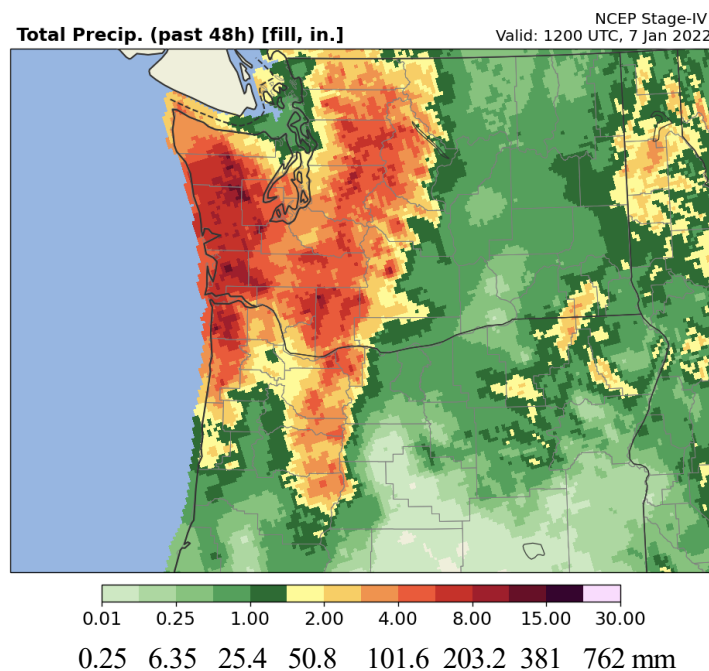 NCEP Stage-IV
Total Precip. (past 48h) [fill, in.]
Valid: 1200 UTC, 7 Jan 2022
0.01 0.25 1.00 2.00 4.00 8.00 15.00 30.00
0.25 6.35 25.4 50.8 101.6 203.2 381 762 mm